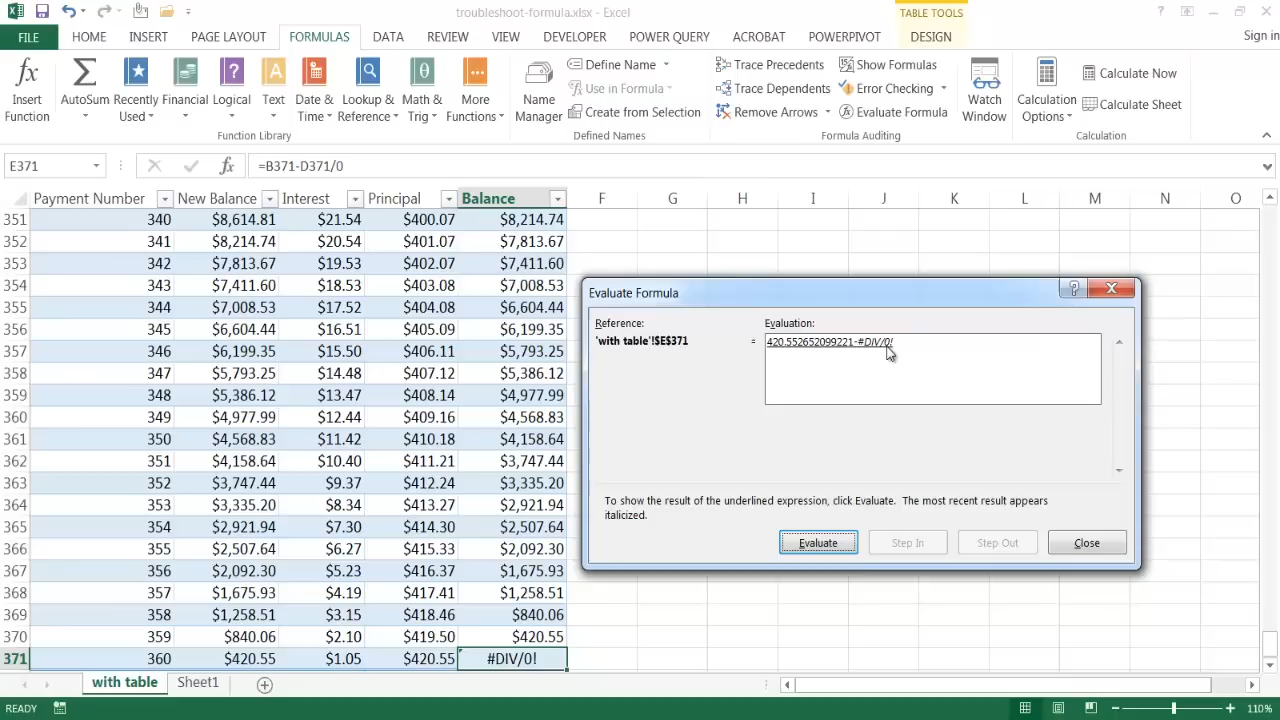 troubleshoot-formula.xlsx - Excel
TABLE TOOLS
FILE HOME INSERT PAGE LAYOUT FORMULAS DATA REVIEW VIEW DEVELOPER POWER QUERY ACROBAT POWERPIVOT DESIGN Sign in
Insert Function
AutoSum
Recently Used
Financial
Logical
Text
Date & Time
Lookup & Reference
Math & Trig
More Functions
Function Library
Name Manager
Define Name
Use in Formula
Create from Selection
Defined Names
Trace Precedents
Trace Dependents
Remove Arrows
Show Formulas
Error Checking
Evaluate Formula
Formula Auditing
Watch Window
Calculation Options
Calculate Now
Calculate Sheet
Calculation
E371 fx =B371-D371/0
Payment Number New Balance Interest Principal Balance F G H I J K L M N O
351 340 $8,614.81 $21.54 $400.07 $8,214.74
352 341 $8,214.74 $20.54 $401.07 $7,813.67
353 342 $7,813.67 $19.53 $402.07 $7,411.60
354 343 $7,411.60 $18.53 $403.08 $7,008.53
355 344 $7,008.53 $17.52 $404.08 $6,604.44
356 345 $6,604.44 $16.51 $405.09 $6,199.35
357 346 $6,199.35 $15.50 $406.11 $5,793.25
358 347 $5,793.25 $14.48 $407.12 $5,386.12
359 348 $5,386.12 $13.47 $408.14 $4,977.99
360 349 $4,977.99 $12.44 $409.16 $4,568.83
361 350 $4,568.83 $11.42 $410.18 $4,158.64
362 351 $4,158.64 $10.40 $411.21 $3,747.44
363 352 $3,747.44 $9.37 $412.24 $3,335.20
364 353 $3,335.20 $8.34 $413.27 $2,921.94
365 354 $2,921.94 $7.30 $414.30 $2,507.64
366 355 $2,507.64 $6.27 $415.33 $2,092.30
367 356 $2,092.30 $5.23 $416.37 $1,675.93
368 357 $1,675.93 $4.19 $417.41 $1,258.51
369 358 $1,258.51 $3.15 $418.46 $840.06
370 359 $840.06 $2.10 $419.50 $420.55
371 360 $420.55 $1.05 $420.55 #DIV/0!
Evaluate Formula
Reference: Evaluation:
'with table'!$E$371 = 420.552652099221-#DIV/0!
To show the result of the underlined expression, click Evaluate. The most recent result appears
italicized.
Evaluate Step In Step Out Close
with table Sheet1
READY 110%